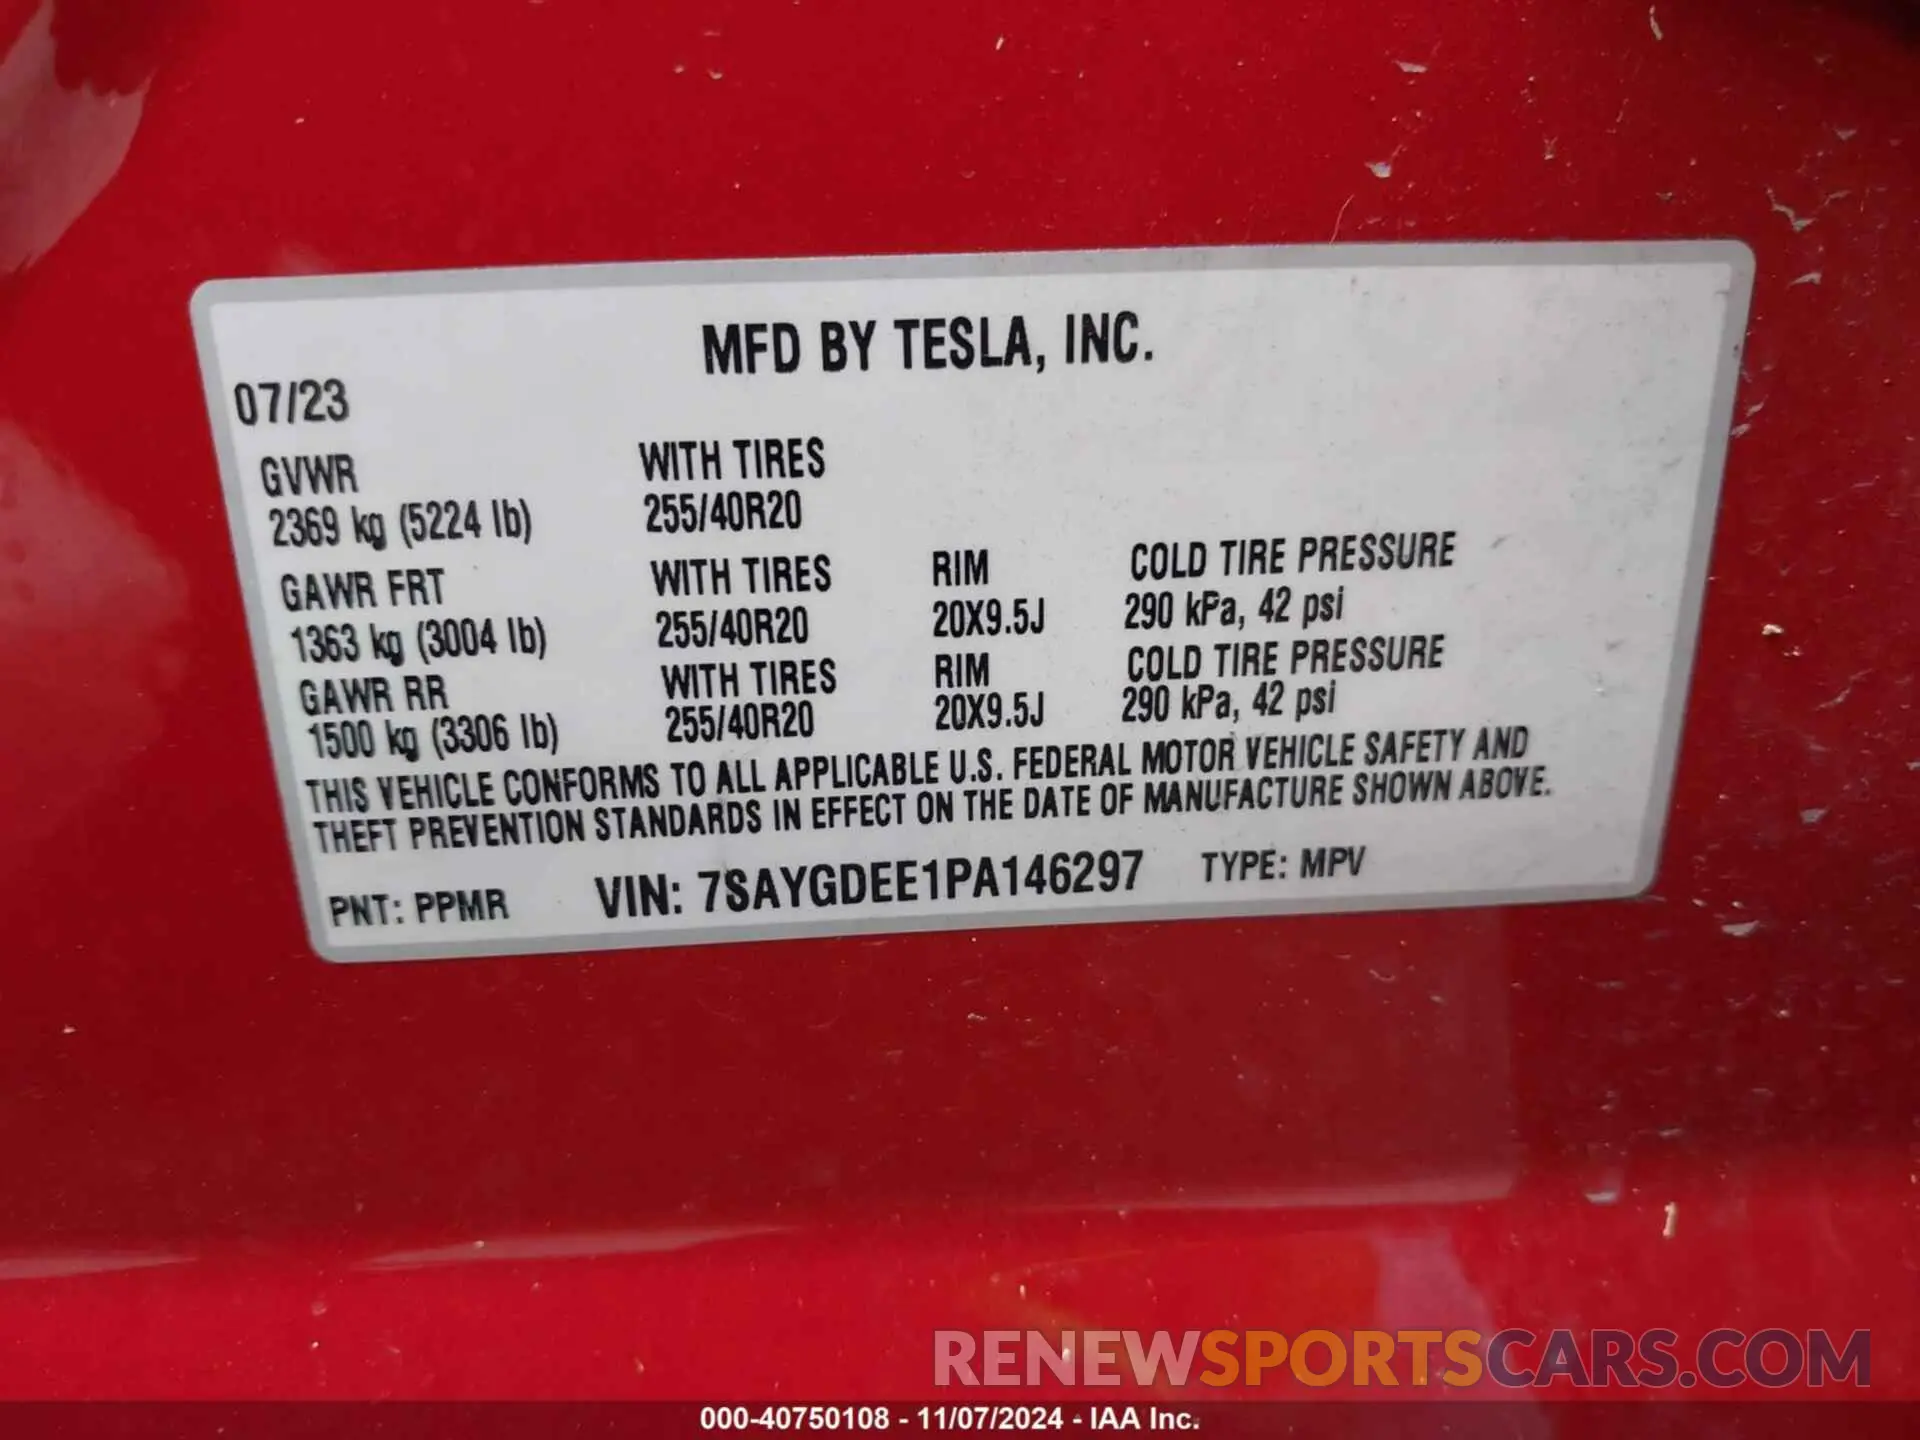 MFD BY TESLA, INC.
07/23
GVWR WITH TIRES
2369 kg (5224 lb) 255/40R20
GAWR FRT WITH TIRES RIM COLD TIRE PRESSURE
1363 kg (3004 lb) 255/40R20 20X9.5J 290 kPa, 42 psi
GAWR RR WITH TIRES RIM COLD TIRE PRESSURE
1500 kg (3306 lb) 255/40R20 20X9.5J 290 kPa, 42 psi
THIS VEHICLE CONFORMS TO ALL APPLICABLE U.S. FEDERAL MOTOR VEHICLE SAFETY AND
THEFT PREVENTION STANDARDS IN EFFECT ON THE DATE OF MANUFACTURE SHOWN ABOVE.
PNT: PPMR VIN: 7SAYGDEE1PA146297 TYPE: MPV
RENEWSPORTSCARS.COM
000-40750108 - 11/07/2024 - IAA Inc.